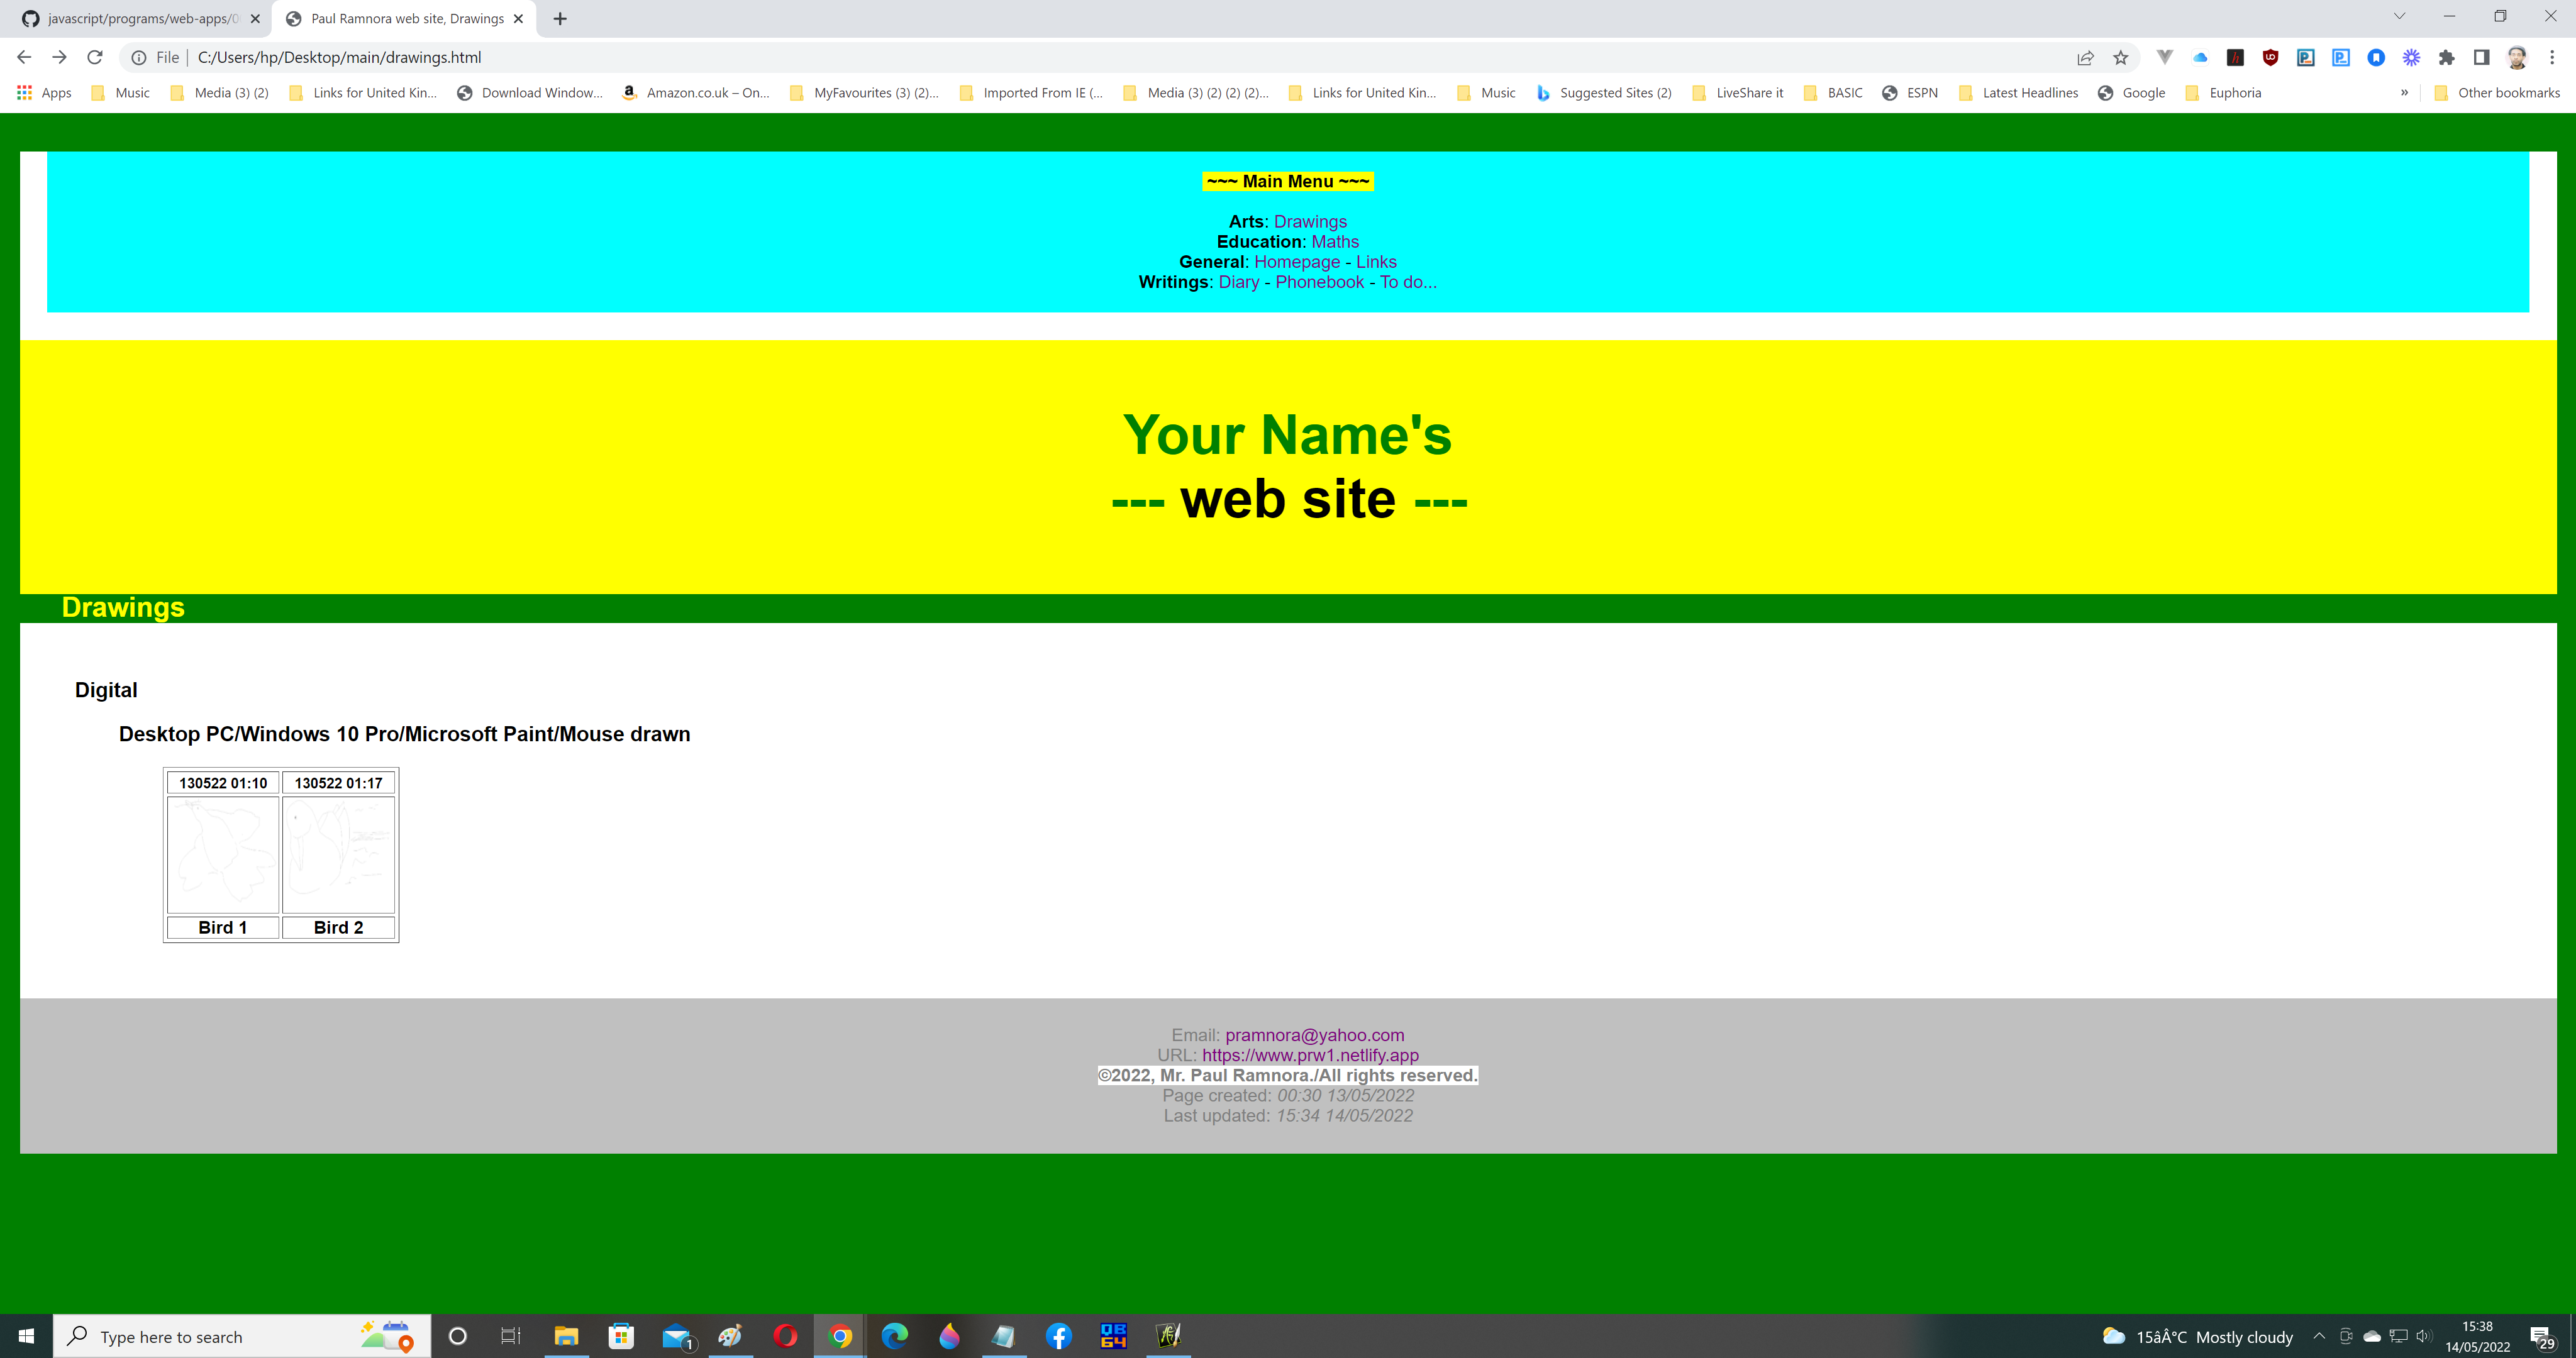 javascript/programs/web-apps/0
Paul Ramnora web site, Drawings
File
C:/Users/hp/Desktop/main/drawings.html
Apps Music Media (3) (2) Links for United Kin... Download Window... Amazon.co.uk – On... MyFavourites (3) (2)... Imported From IE (... Media (3) (2) (2) (2)... Links for United Kin... Music Suggested Sites (2) LiveShare it BASIC ESPN Latest Headlines Google Euphoria » Other bookmarks
~~~ Main Menu ~~~
Arts: Drawings
Education: Maths
General: Homepage - Links
Writings: Diary - Phonebook - To do...
Your Name's
--- web site ---
Drawings
Digital
Desktop PC/Windows 10 Pro/Microsoft Paint/Mouse drawn
130522 01:10 130522 01:17
Bird 1 Bird 2
Email: pramnora@yahoo.com
URL: https://www.prw1.netlify.app
©2022, Mr. Paul Ramnora./All rights reserved.
Page created: 00:30 13/05/2022
Last updated: 15:34 14/05/2022
Type here to search
1
QB
64
15âÂ°C Mostly cloudy
15:38
14/05/2022
29